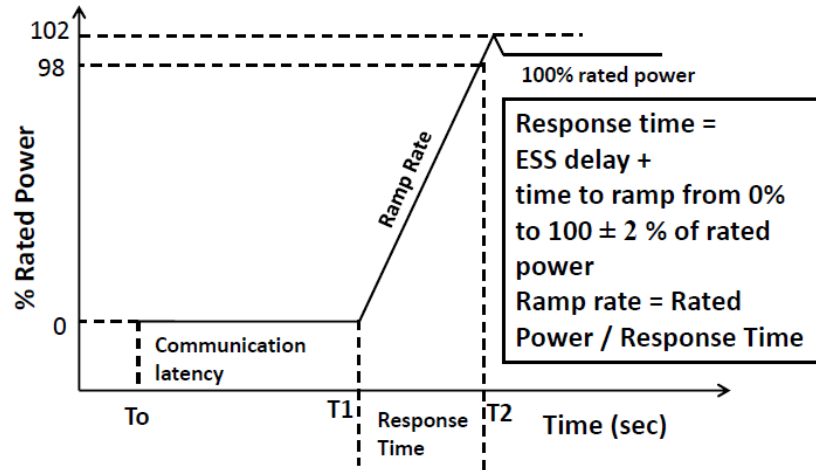 102
98
0
% Rated Power
Ramp Rate
100% rated power
Response time =
ESS delay +
time to ramp from 0%
to 100 ± 2 % of rated
power
Ramp rate = Rated
Power / Response Time
Communication
latency
To
T1
Response
Time
T2
Time (sec)